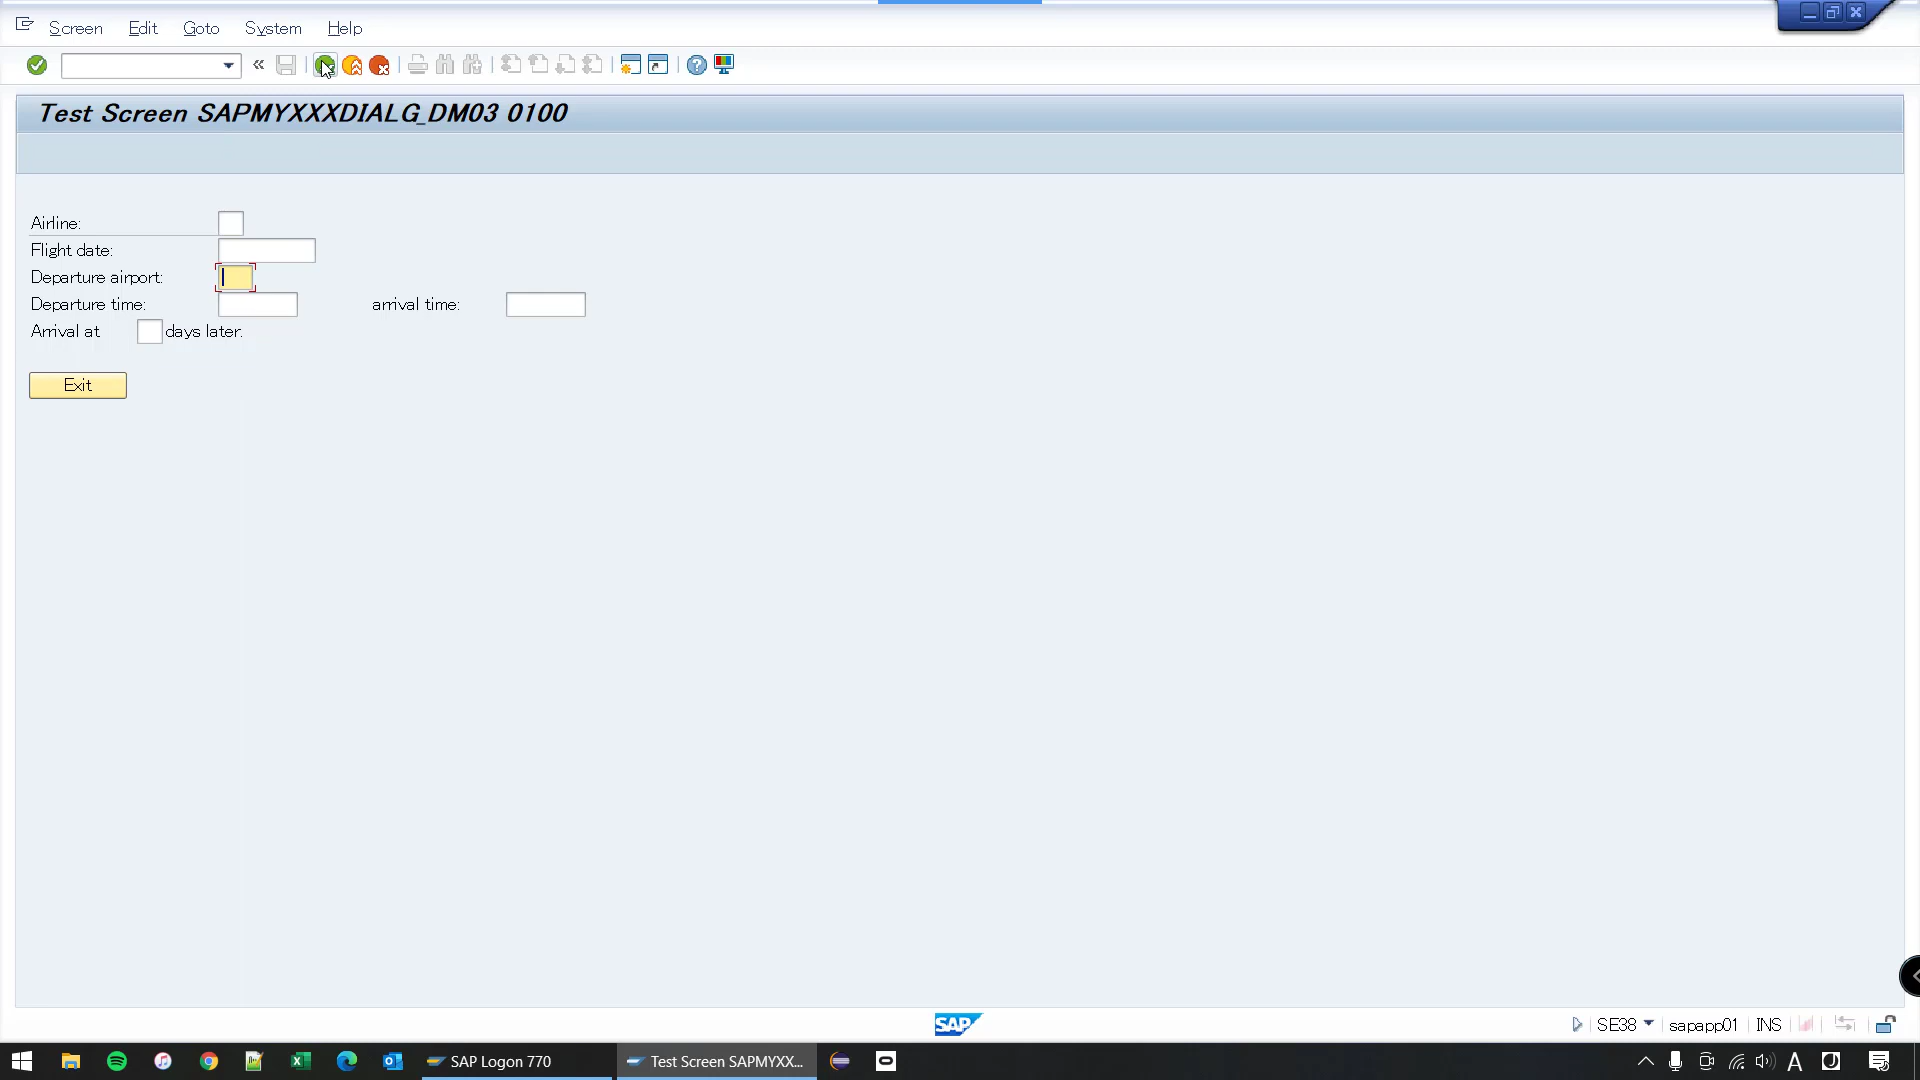 Screen Edit Goto System Help
Test Screen SAPMYXXXDIALG_DM03 0100
Airline:
Flight date:
Departure airport:
Departure time: arrival time:
Arrival at days later.
Exit
SAP
SE38 sapapp01 INS
SAP Logon 770 Test Screen SAPMYXX... A